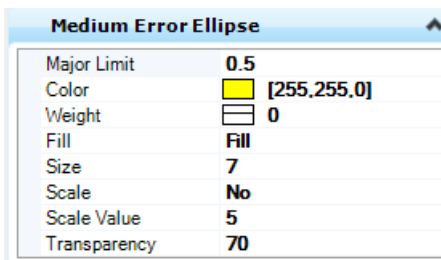 Medium Error Ellipse
Major Limit 0.5
Color [255,255,0]
Weight 0
Fill Fill
Size 7
Scale No
Scale Value 5
Transparency 70